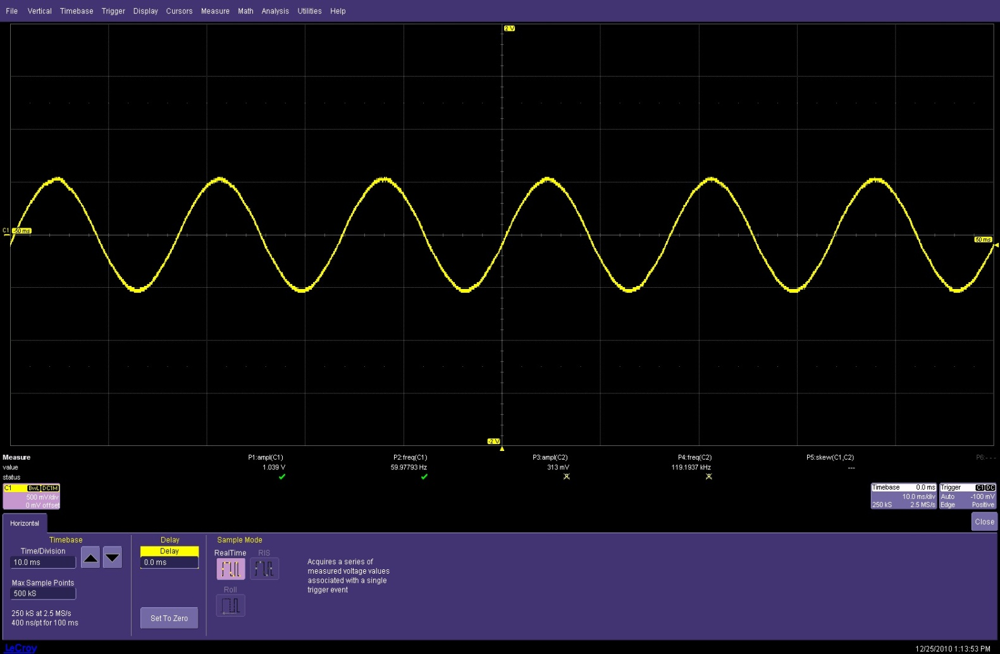 File Vertical Timebase Trigger Display Cursors Measure Math Analysis Utilities Help
2 V
C1 -50 ms
50 ms
-2 V
Measure P1:ampl(C1) P2:freq(C1) P3:ampl(C2) P4:freq(C2) P5:skew(C1,C2) P6:- - -
value 1.039 V 59.97793 Hz 313 mV 119.1937 kHz ---
status
C1 BwL DC1M
500 mV/div
0 mV offset
Timebase 0.0 ms
10.0 ms/div
250 kS 2.5 MS/s
Trigger C1 DC
Auto -100 mV
Edge Positive
Horizontal
Close
Timebase
Time/Division
10.0 ms
Max Sample Points
500 kS
250 kS at 2.5 MS/s
400 ns/pt for 100 ms
Delay
Delay
0.0 ms
Set To Zero
Sample Mode
RealTime RIS
Roll
Acquires a series of
measured voltage values
associated with a single
trigger event
LeCroy
12/25/2010 1:13:53 PM